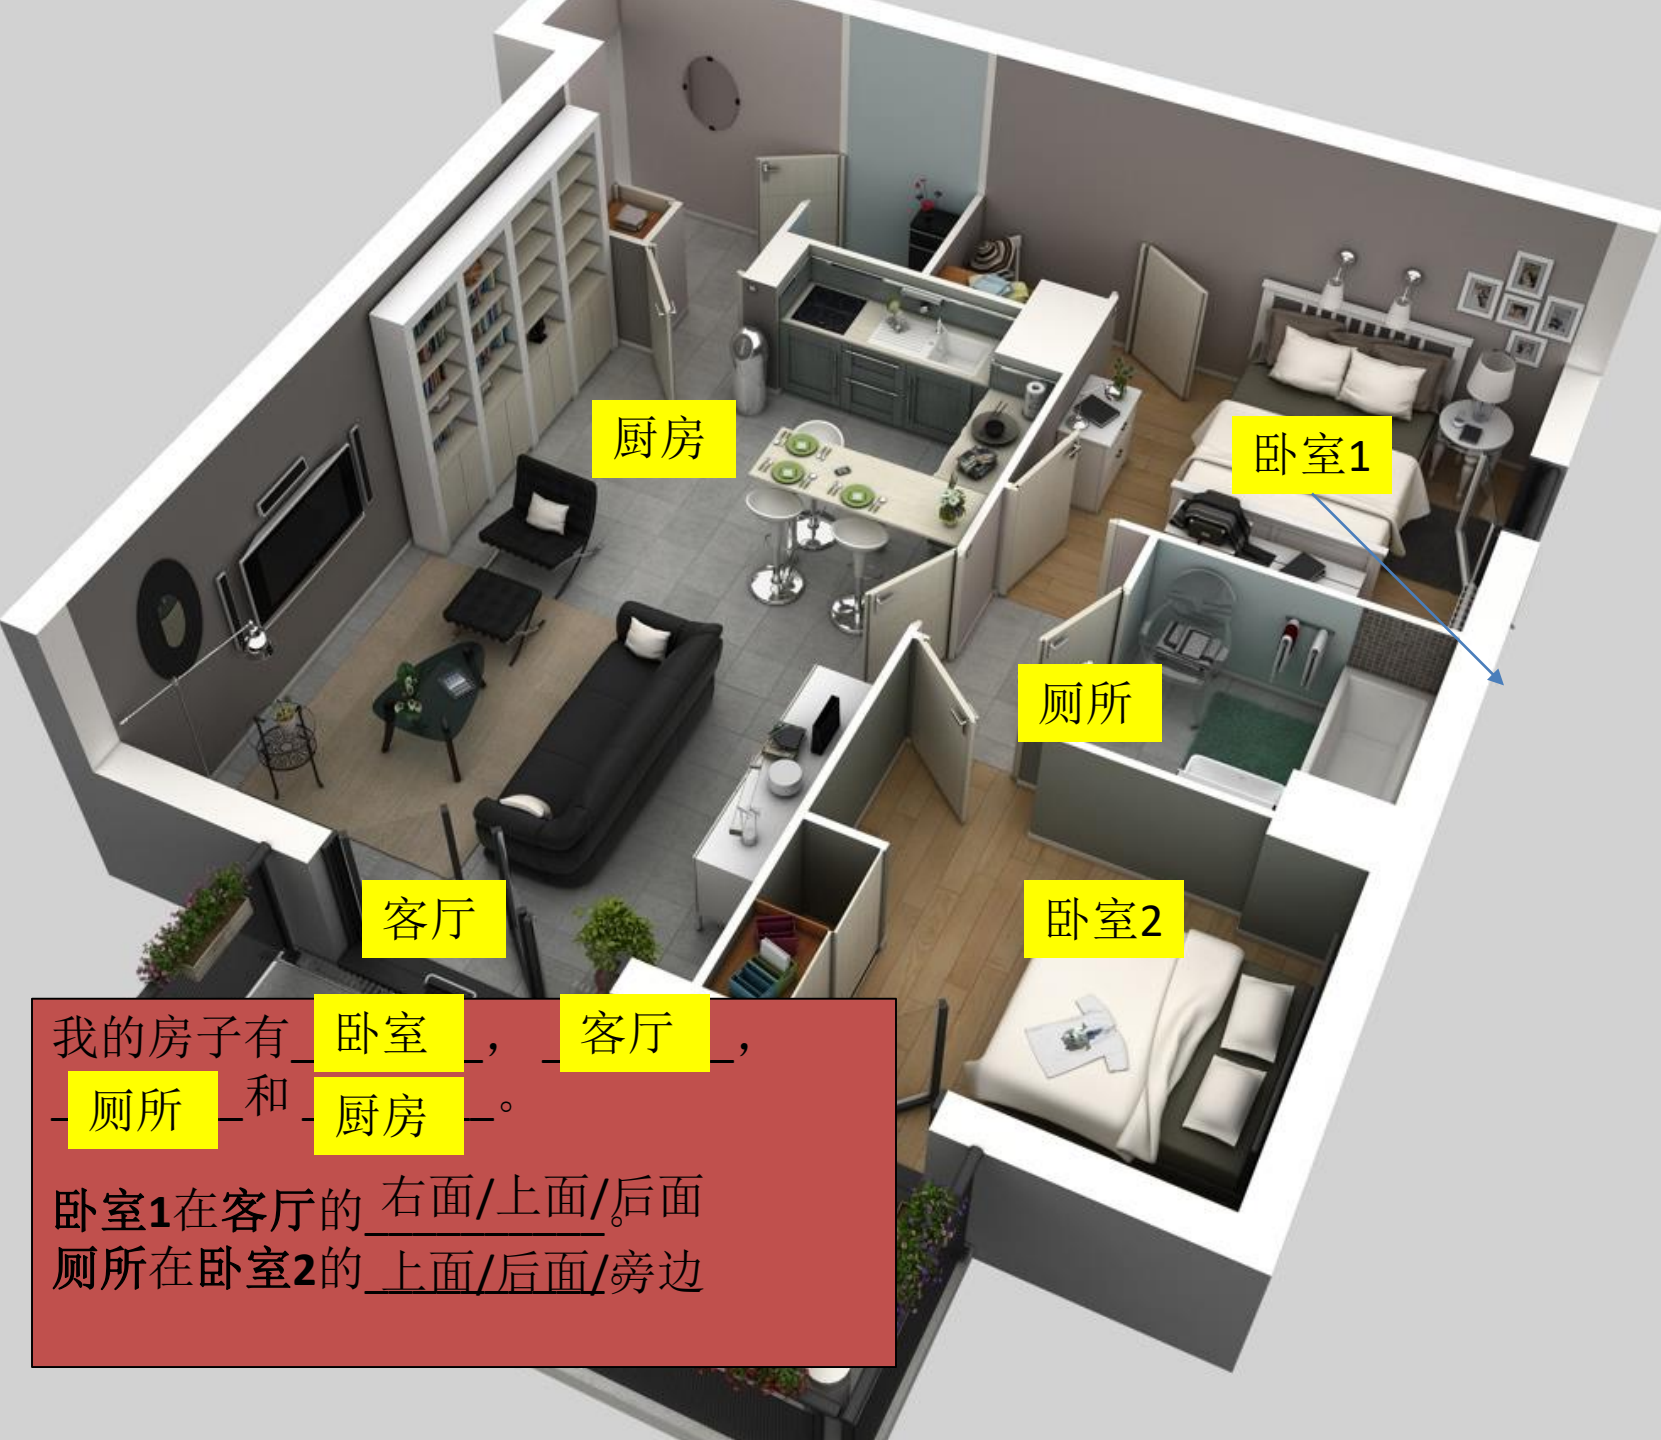 厨房
卧室1
厕所
客厅
卧室2
我的房子有_卧室_，_客厅_，
_厕所_和_厨房_。
卧室1在客厅的_右面/上面/后面。
厕所在卧室2的_上面/后面/旁边。